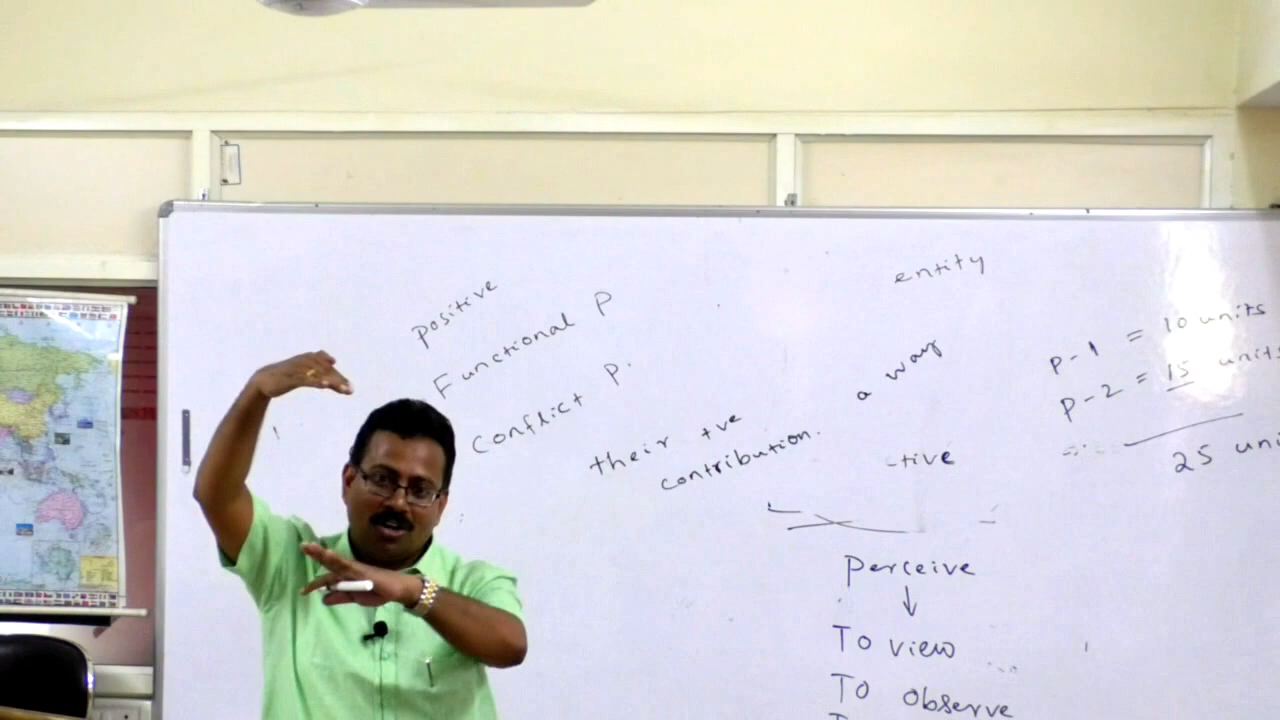 positive
Functional P
Conflict P.
their +ve
contribution.
entity
a way
-tive
Perceive
↓
To view
To observe
P-1 = 10 units
P-2 = 15 units
25 uni